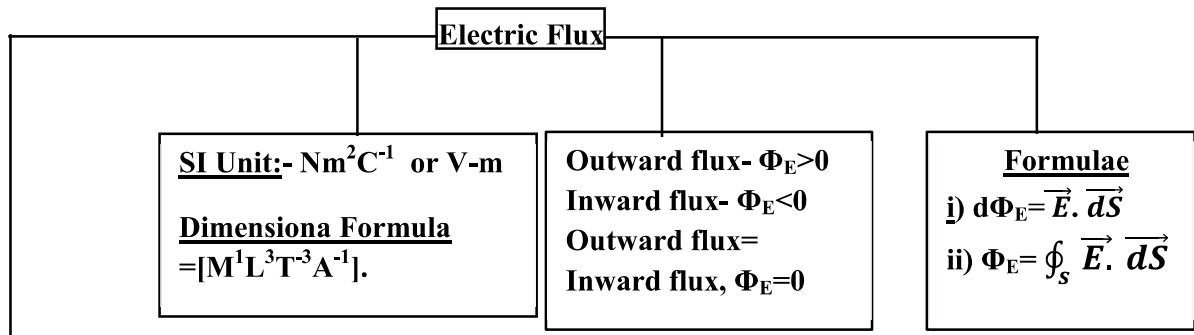 Electric Flux
SI Unit:- Nm²C⁻¹ or V-m
Dimensiona Formula
=[M¹L³T⁻³A⁻¹].
Outward flux- Φ_E>0
Inward flux- Φ_E<0
Outward flux=
Inward flux, Φ_E=0
Formulae
i) dΦ_E=E⃗. dS⃗
ii) Φ_E=∮_S E⃗. dS⃗